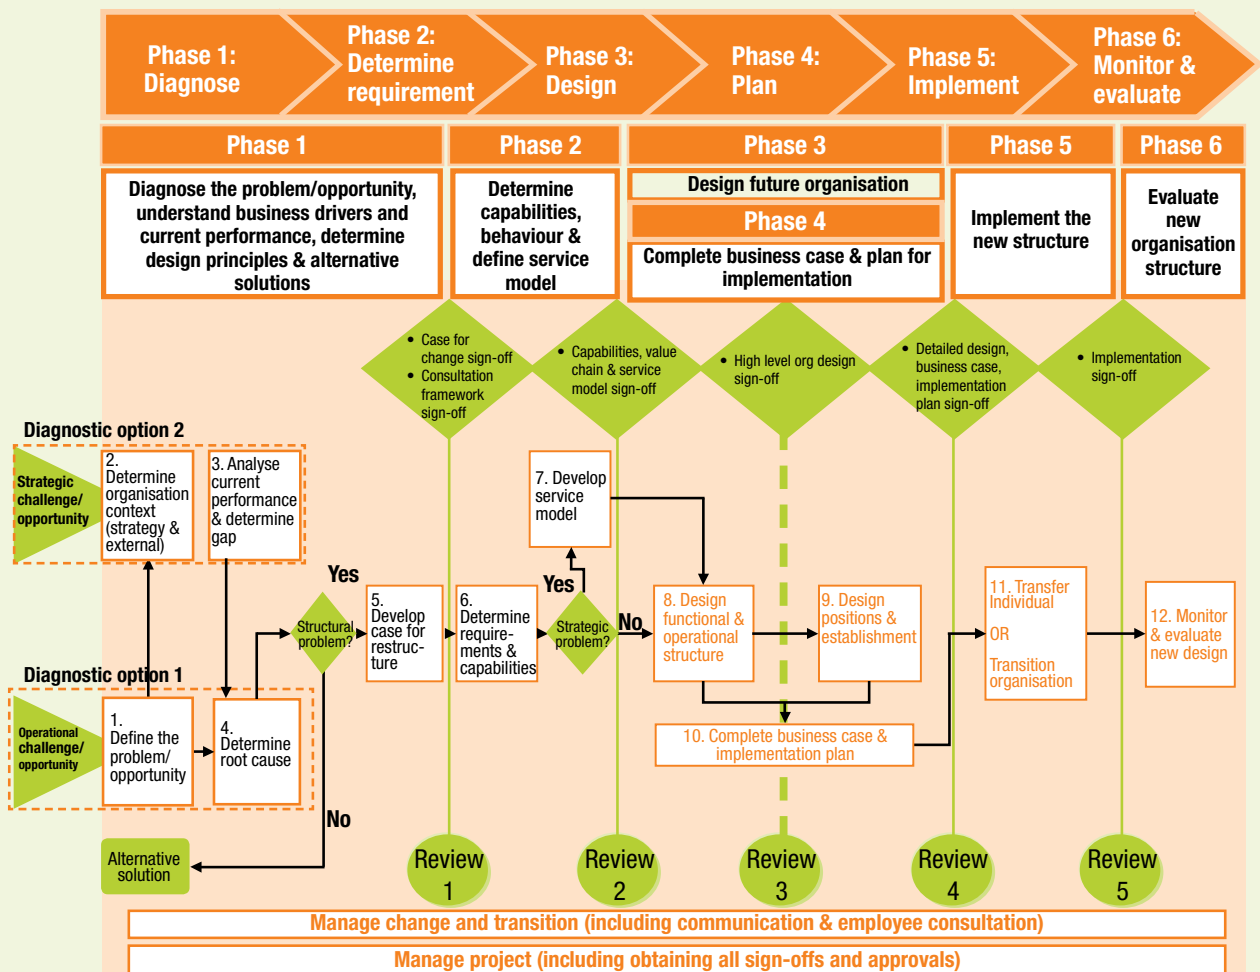 Phase 1:
Diagnose
Phase 2:
Determine
requirement
Phase 3:
Design
Phase 4:
Plan
Phase 5:
Implement
Phase 6:
Monitor &
evaluate
Phase 1
Phase 2
Phase 3
Phase 5
Phase 6
Diagnose the problem/opportunity,
understand business drivers and
current performance, determine
design principles & alternative
solutions
Determine
capabilities,
behaviour &
define service
model
Design future organisation
Phase 4
Complete business case & plan for
implementation
Implement the
new structure
Evaluate
new
organisation
structure
• Case for
change sign-off
• Consultation
framework
sign-off
• Capabilities, value
chain & service
model sign-off
• High level org design
sign-off
• Detailed design,
business case,
implementation
plan sign-off
• Implementation
sign-off
Diagnostic option 2
Strategic
challenge/
opportunity
2.
Determine
organisation
context
(strategy &
external)
3. Analyse
current
performance
& determine
gap
7. Develop
service
model
Yes
Structural
problem?
5.
Develop
case for
restruc-
ture
6.
Determine
require-
ments &
capabilities
Yes
Strategic
problem?
No
8. Design
functional &
operational
structure
9. Design
positions &
establishment
11. Transfer
Individual
OR
Transition
organisation
12. Monitor
& evaluate
new design
Diagnostic option 1
Operational
challenge/
opportunity
1.
Define the
problem/
opportunity
4.
Determine
root cause
10. Complete business case &
implementation plan
No
Alternative
solution
Review
1
Review
2
Review
3
Review
4
Review
5
Manage change and transition (including communication & employee consultation)
Manage project (including obtaining all sign-offs and approvals)